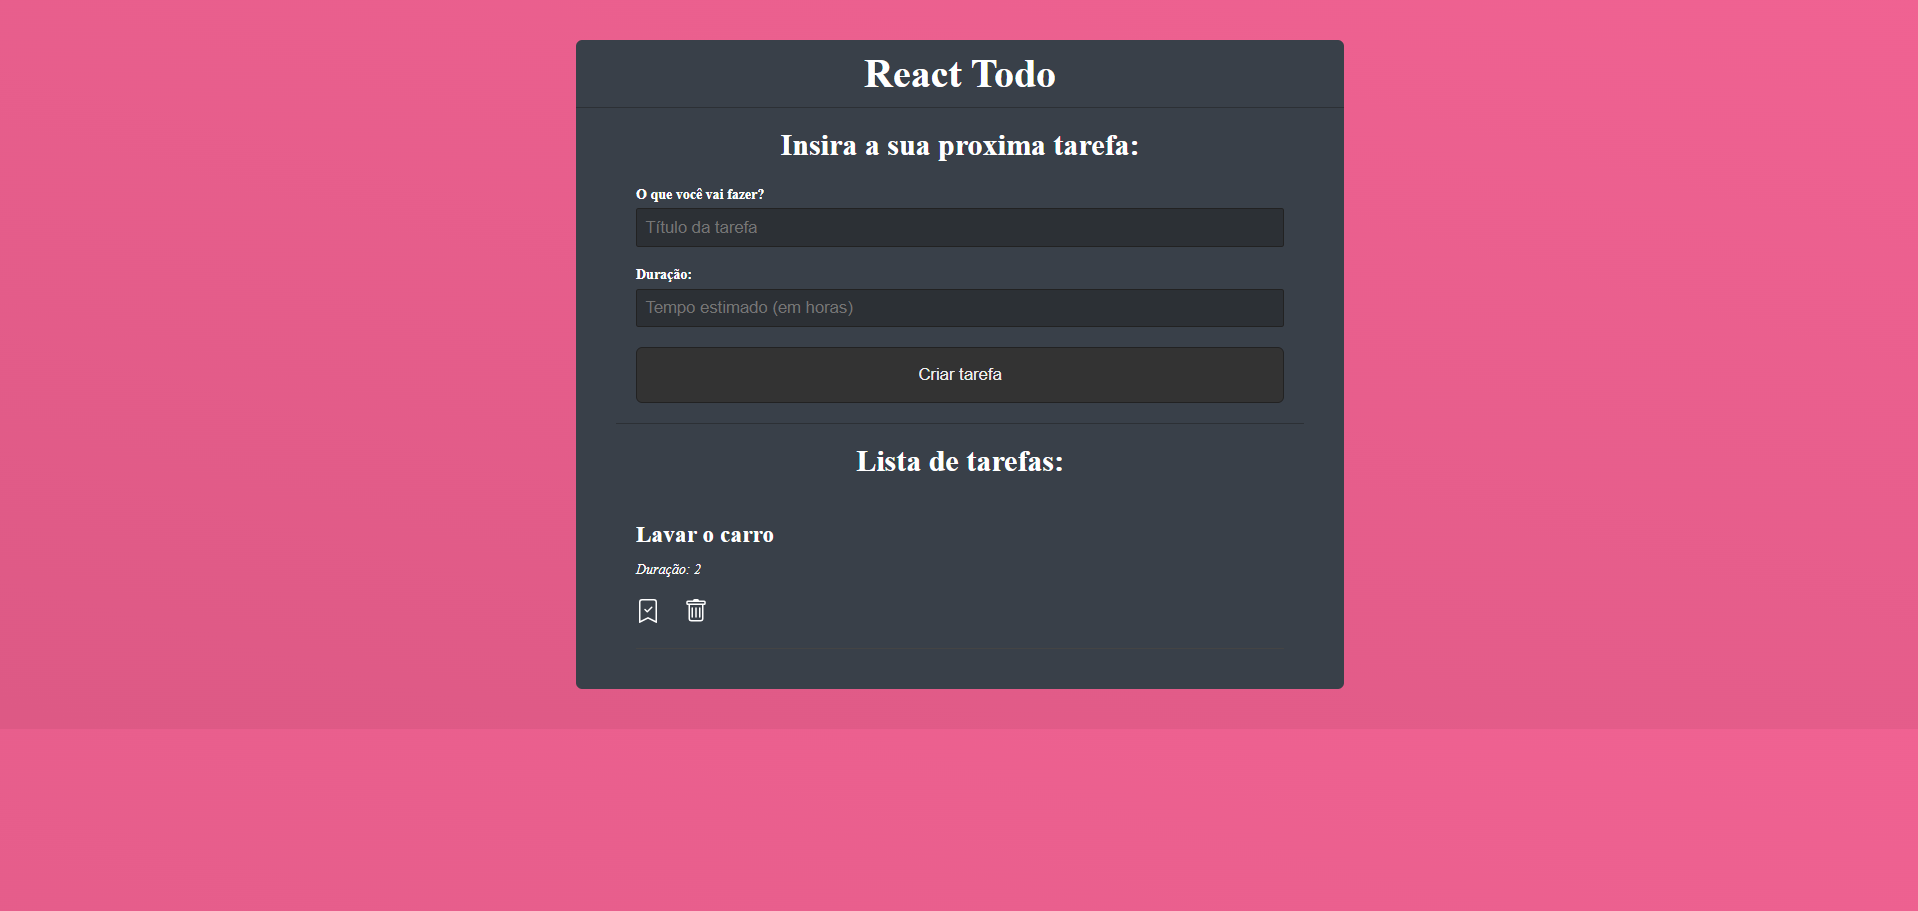 React Todo
Insira a sua proxima tarefa:
O que você vai fazer?
Título da tarefa
Duração:
Tempo estimado (em horas)
Criar tarefa
Lista de tarefas:
Lavar o carro
Duração: 2